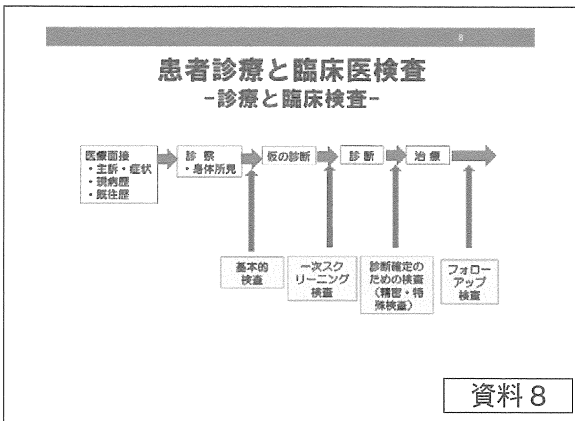 8
患者診療と臨床医検査
-診療と臨床検査-
医療面接
・主訴・症状
・現病歴
・既往歴
診 察
・身体所見
仮の診断
診 断
治 療
基本的
検査
一次スク
リーニング
検査
診断確定の
ための検査
(精密・特
殊検査)
フォロー
アップ
検査
資料8